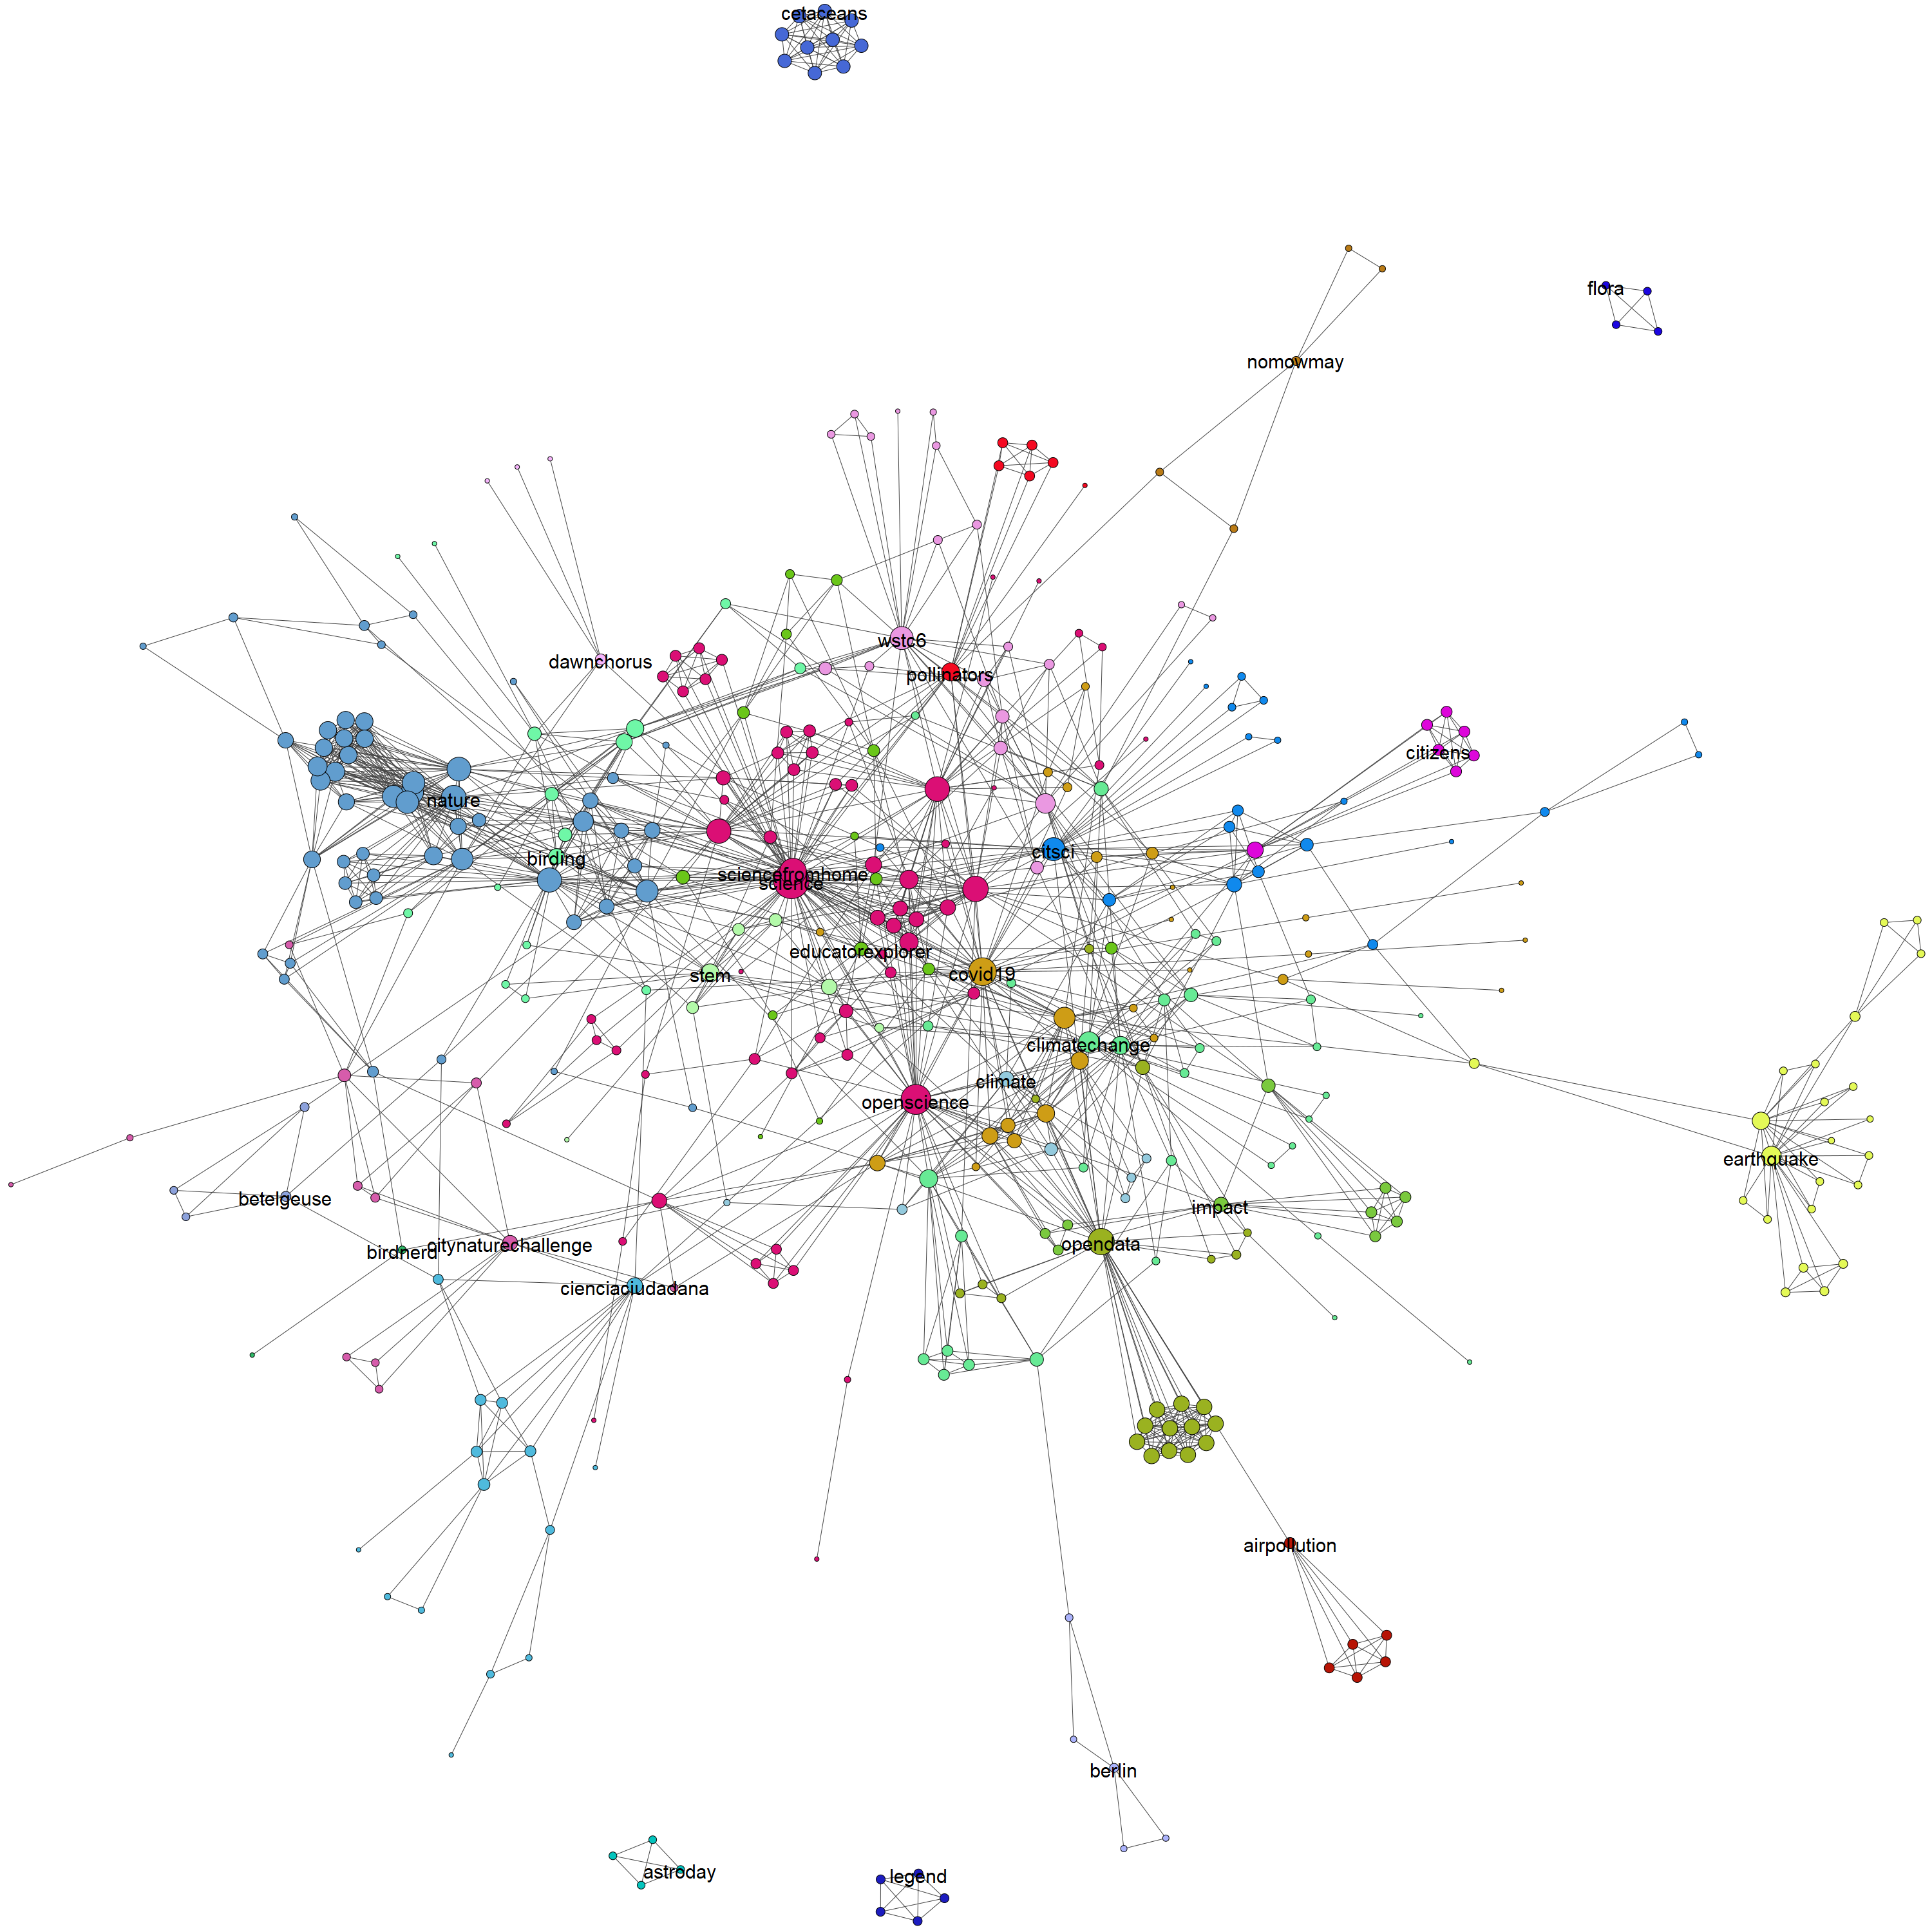 cetaceans
flora
nomowmay
wstc6
dawnchorus
pollinators
citizens
nature
citsci
birding
sciencefromhome
science
educatorexplorer
stem
covid19
climatechange
climate
openscience
earthquake
betelgeuse
impact
birdnerd
citynaturechallenge
opendata
cienciaciudadana
airpollution
berlin
astroday
legend